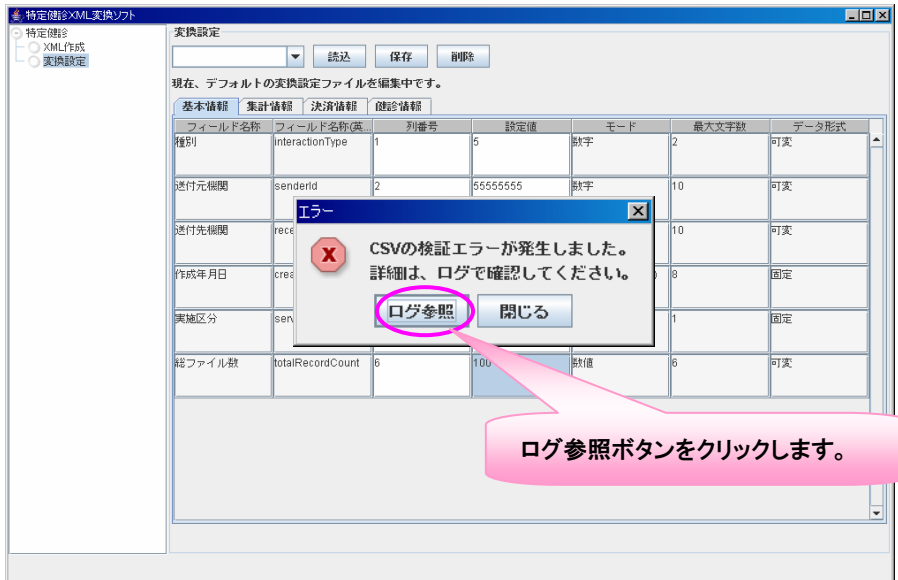 特定健診XML変換ソフト
特定健診
XML作成
変換設定
変換設定
読込 保存 削除
現在、デフォルトの変換設定ファイルを編集中です。
基本情報 集計情報 決済情報 健診情報
フィールド名称 フィールド名称(英... 列番号 設定値 モード 最大文字数 データ形式
種別 interactionType 1 5 数字 2 可変
送付元機関 senderId 2 55555555 数字 10 可変
送付先機関 rece 10 可変
作成年月日 crea ) 8 固定
実施区分 serv 1 固定
総ファイル数 totalRecordCount 6 100 数値 6 可変
エラー
CSVの検証エラーが発生しました。
詳細は、ログで確認してください。
ログ参照 閉じる
ログ参照ボタンをクリックします。